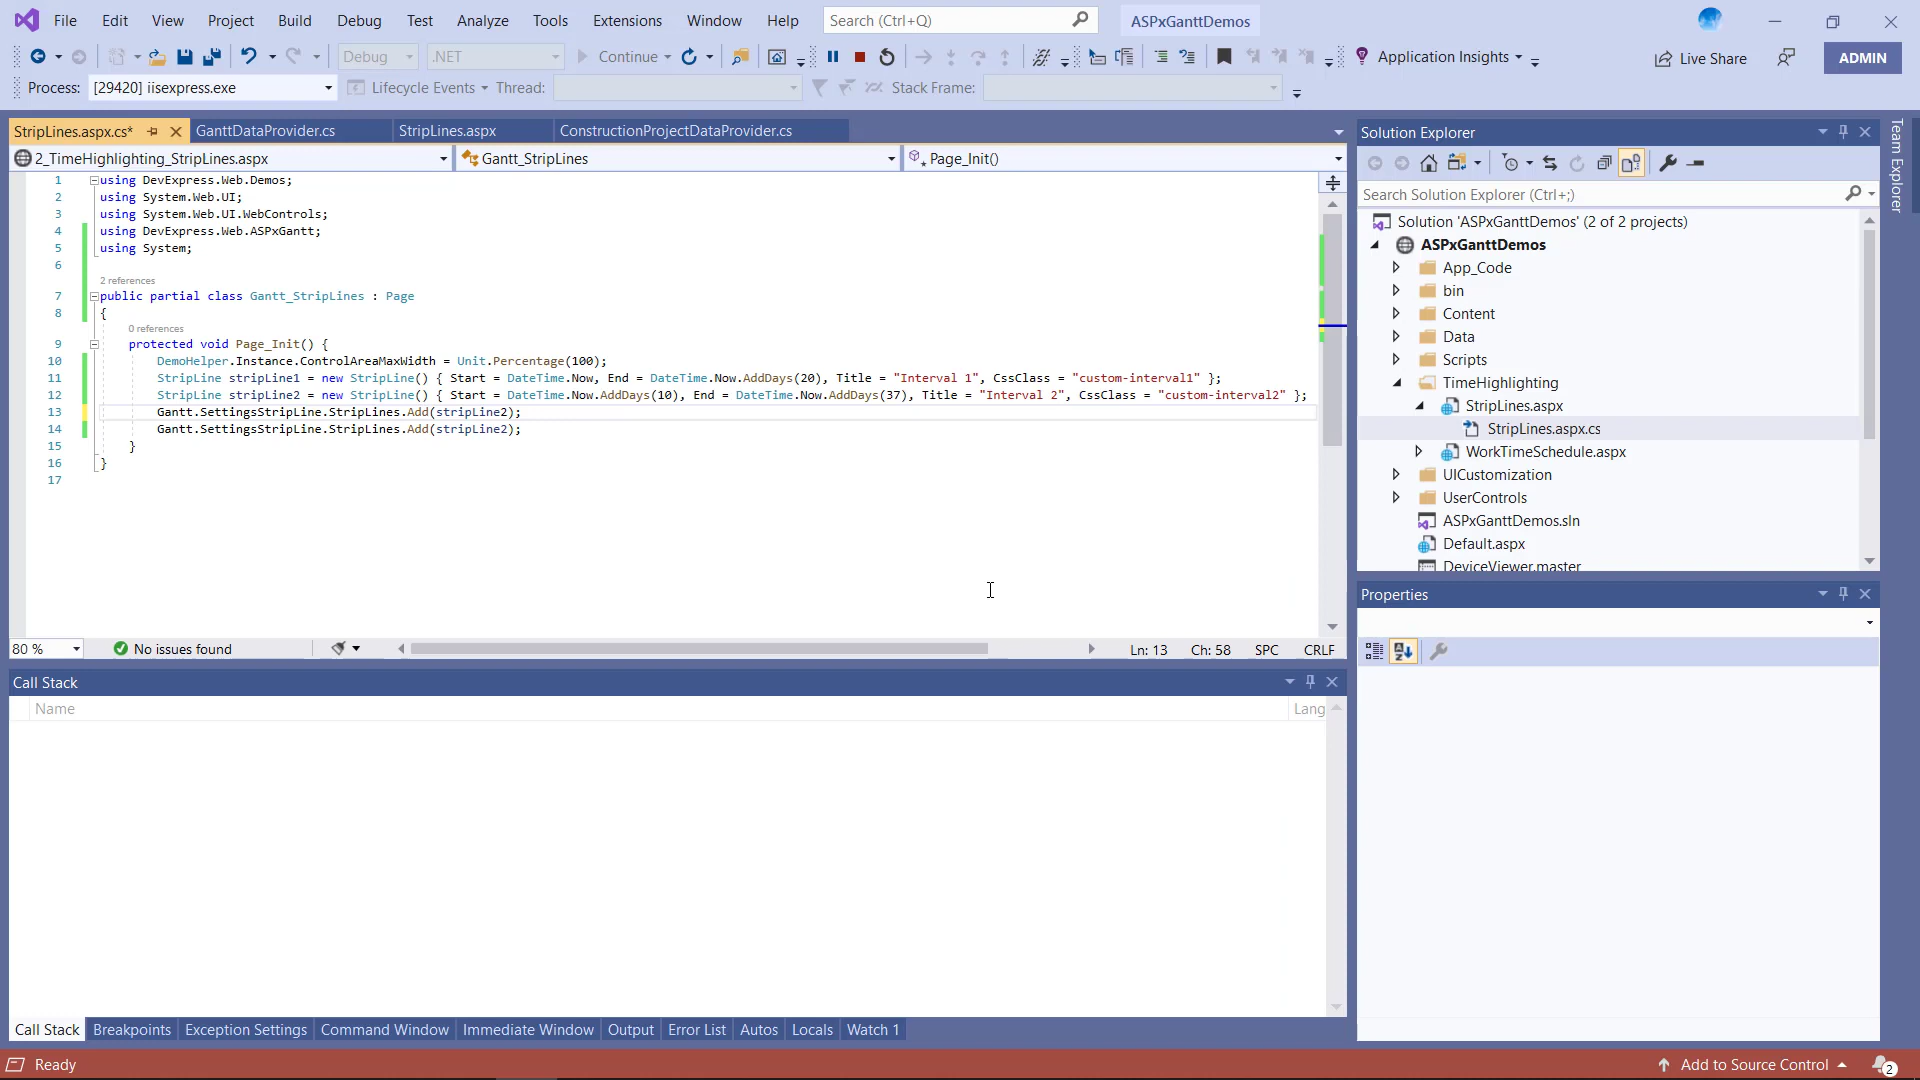 File Edit View Project Build Debug Test Analyze Tools Extensions Window Help Search (Ctrl+Q) ASPxGanttDemos
Debug .NET Continue Application Insights Live Share ADMIN
Process: [29420] iisexpress.exe Lifecycle Events Thread: Stack Frame:
StripLines.aspx.cs* GanttDataProvider.cs StripLines.aspx ConstructionProjectDataProvider.cs
2_TimeHighlighting_StripLines.aspx Gantt_StripLines Page_Init()
1 using DevExpress.Web.Demos;
2 using System.Web.UI;
3 using System.Web.UI.WebControls;
4 using DevExpress.Web.ASPxGantt;
5 using System;
6
2 references
7 public partial class Gantt_StripLines : Page
8 {
0 references
9 protected void Page_Init() {
10 DemoHelper.Instance.ControlAreaMaxWidth = Unit.Percentage(100);
11 StripLine stripLine1 = new StripLine() { Start = DateTime.Now, End = DateTime.Now.AddDays(20), Title = "Interval 1", CssClass = "custom-interval1" };
12 StripLine stripLine2 = new StripLine() { Start = DateTime.Now.AddDays(10), End = DateTime.Now.AddDays(37), Title = "Interval 2", CssClass = "custom-interval2" };
13 Gantt.SettingsStripLine.StripLines.Add(stripLine2);
14 Gantt.SettingsStripLine.StripLines.Add(stripLine2);
15 }
16 }
17
80 % No issues found Ln: 13 Ch: 58 SPC CRLF
Call Stack
Name Lang
Call Stack Breakpoints Exception Settings Command Window Immediate Window Output Error List Autos Locals Watch 1
Solution Explorer
Search Solution Explorer (Ctrl+;)
Solution 'ASPxGanttDemos' (2 of 2 projects)
ASPxGanttDemos
App_Code
bin
Content
Data
Scripts
TimeHighlighting
StripLines.aspx
StripLines.aspx.cs
WorkTimeSchedule.aspx
UICustomization
UserControls
ASPxGanttDemos.sln
Default.aspx
DeviceViewer.master
Properties
Team Explorer
Ready Add to Source Control 2